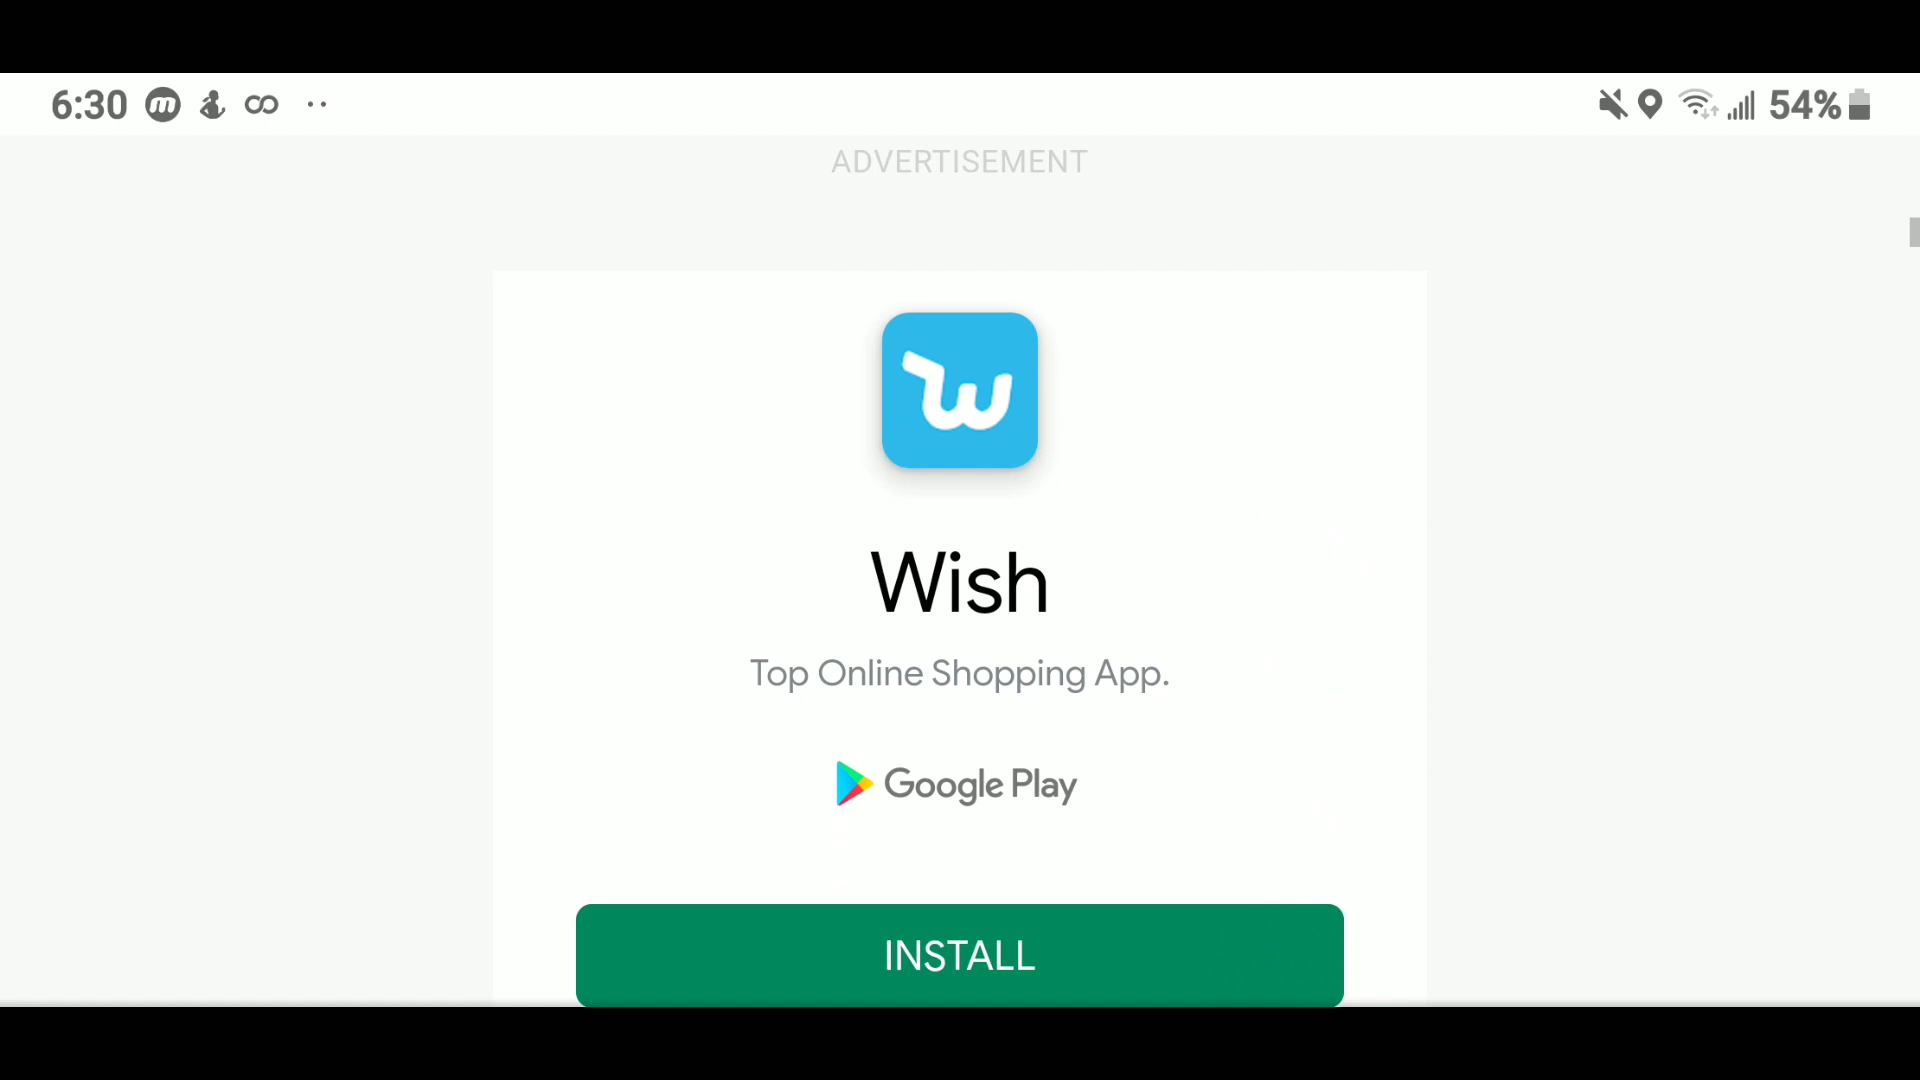 6:30 54%
ADVERTISEMENT
Wish
Top Online Shopping App.
Google Play
INSTALL